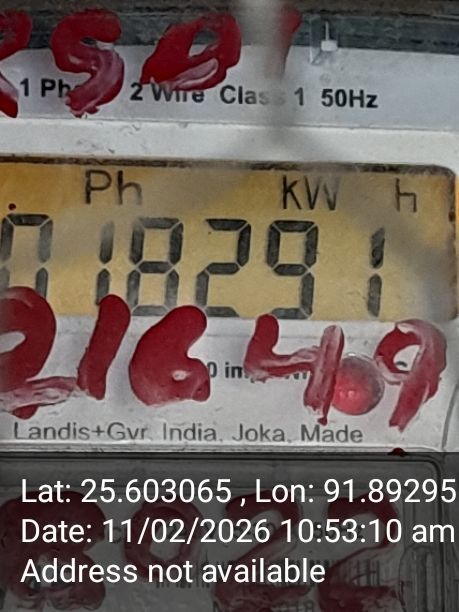 RS01
1 Ph 2 Wire Class 1 50Hz
Ph KW h
018291
21649
Landis+Gyr, India, Joka, Made
Lat: 25.603065 , Lon: 91.89295
Date: 11/02/2026 10:53:10 am
Address not available